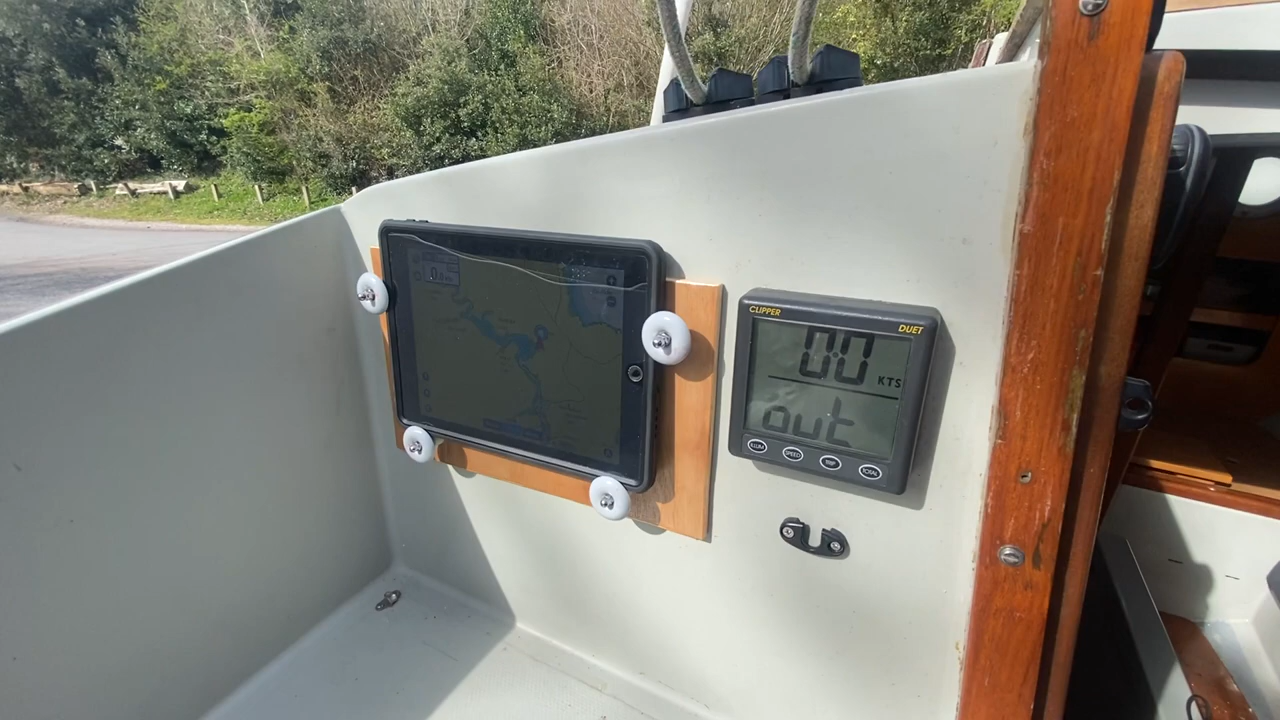 CLIPPER
DUET
0.0 KTS
out
ILLUM SPEED TRIP TOTAL